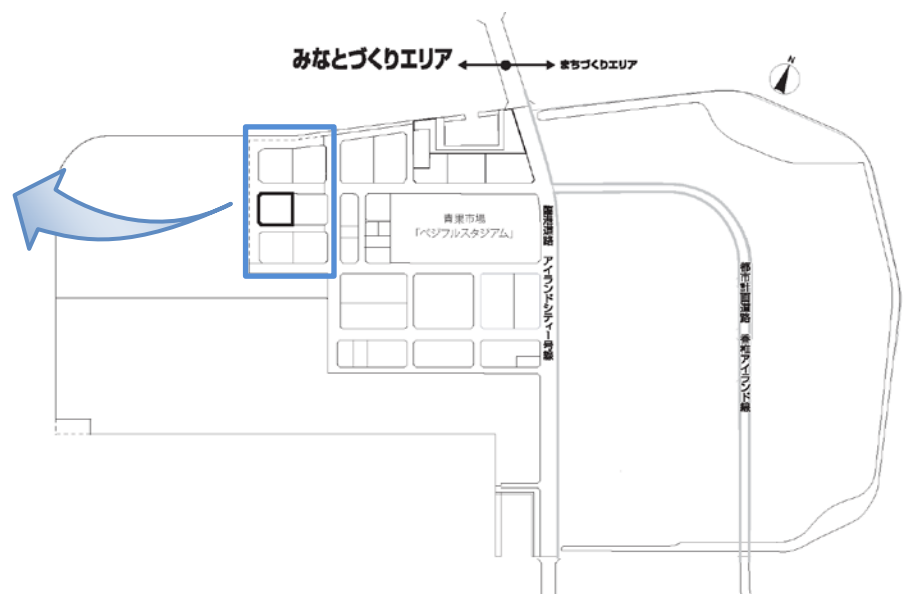 みなとづくりエリア
まちづくりエリア
N
青果市場
「ベジフルスタジアム」
臨港道路 アイランドシティ1号線
都市計画道路 香椎アイランド線